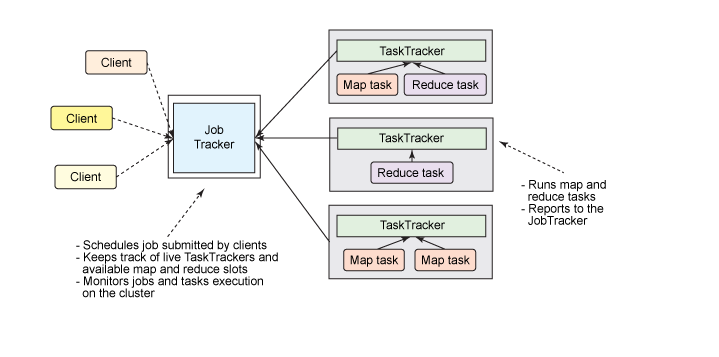 Client
Client
Client
Job
Tracker
TaskTracker
Map task
Reduce task
TaskTracker
Reduce task
TaskTracker
Map task
Map task
- Schedules job submitted by clients
- Keeps track of live TaskTrackers and
available map and reduce slots
- Monitors jobs and tasks execution
on the cluster
- Runs map and
reduce tasks
- Reports to the
JobTracker